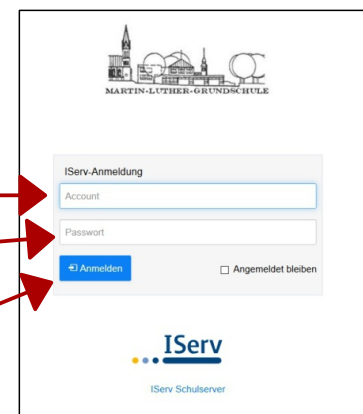 MARTIN-LUTHER-GRUNDSCHULE
IServ-Anmeldung
Account
Passwort
Anmelden
Angemeldet bleiben
IServ
IServ Schulserver